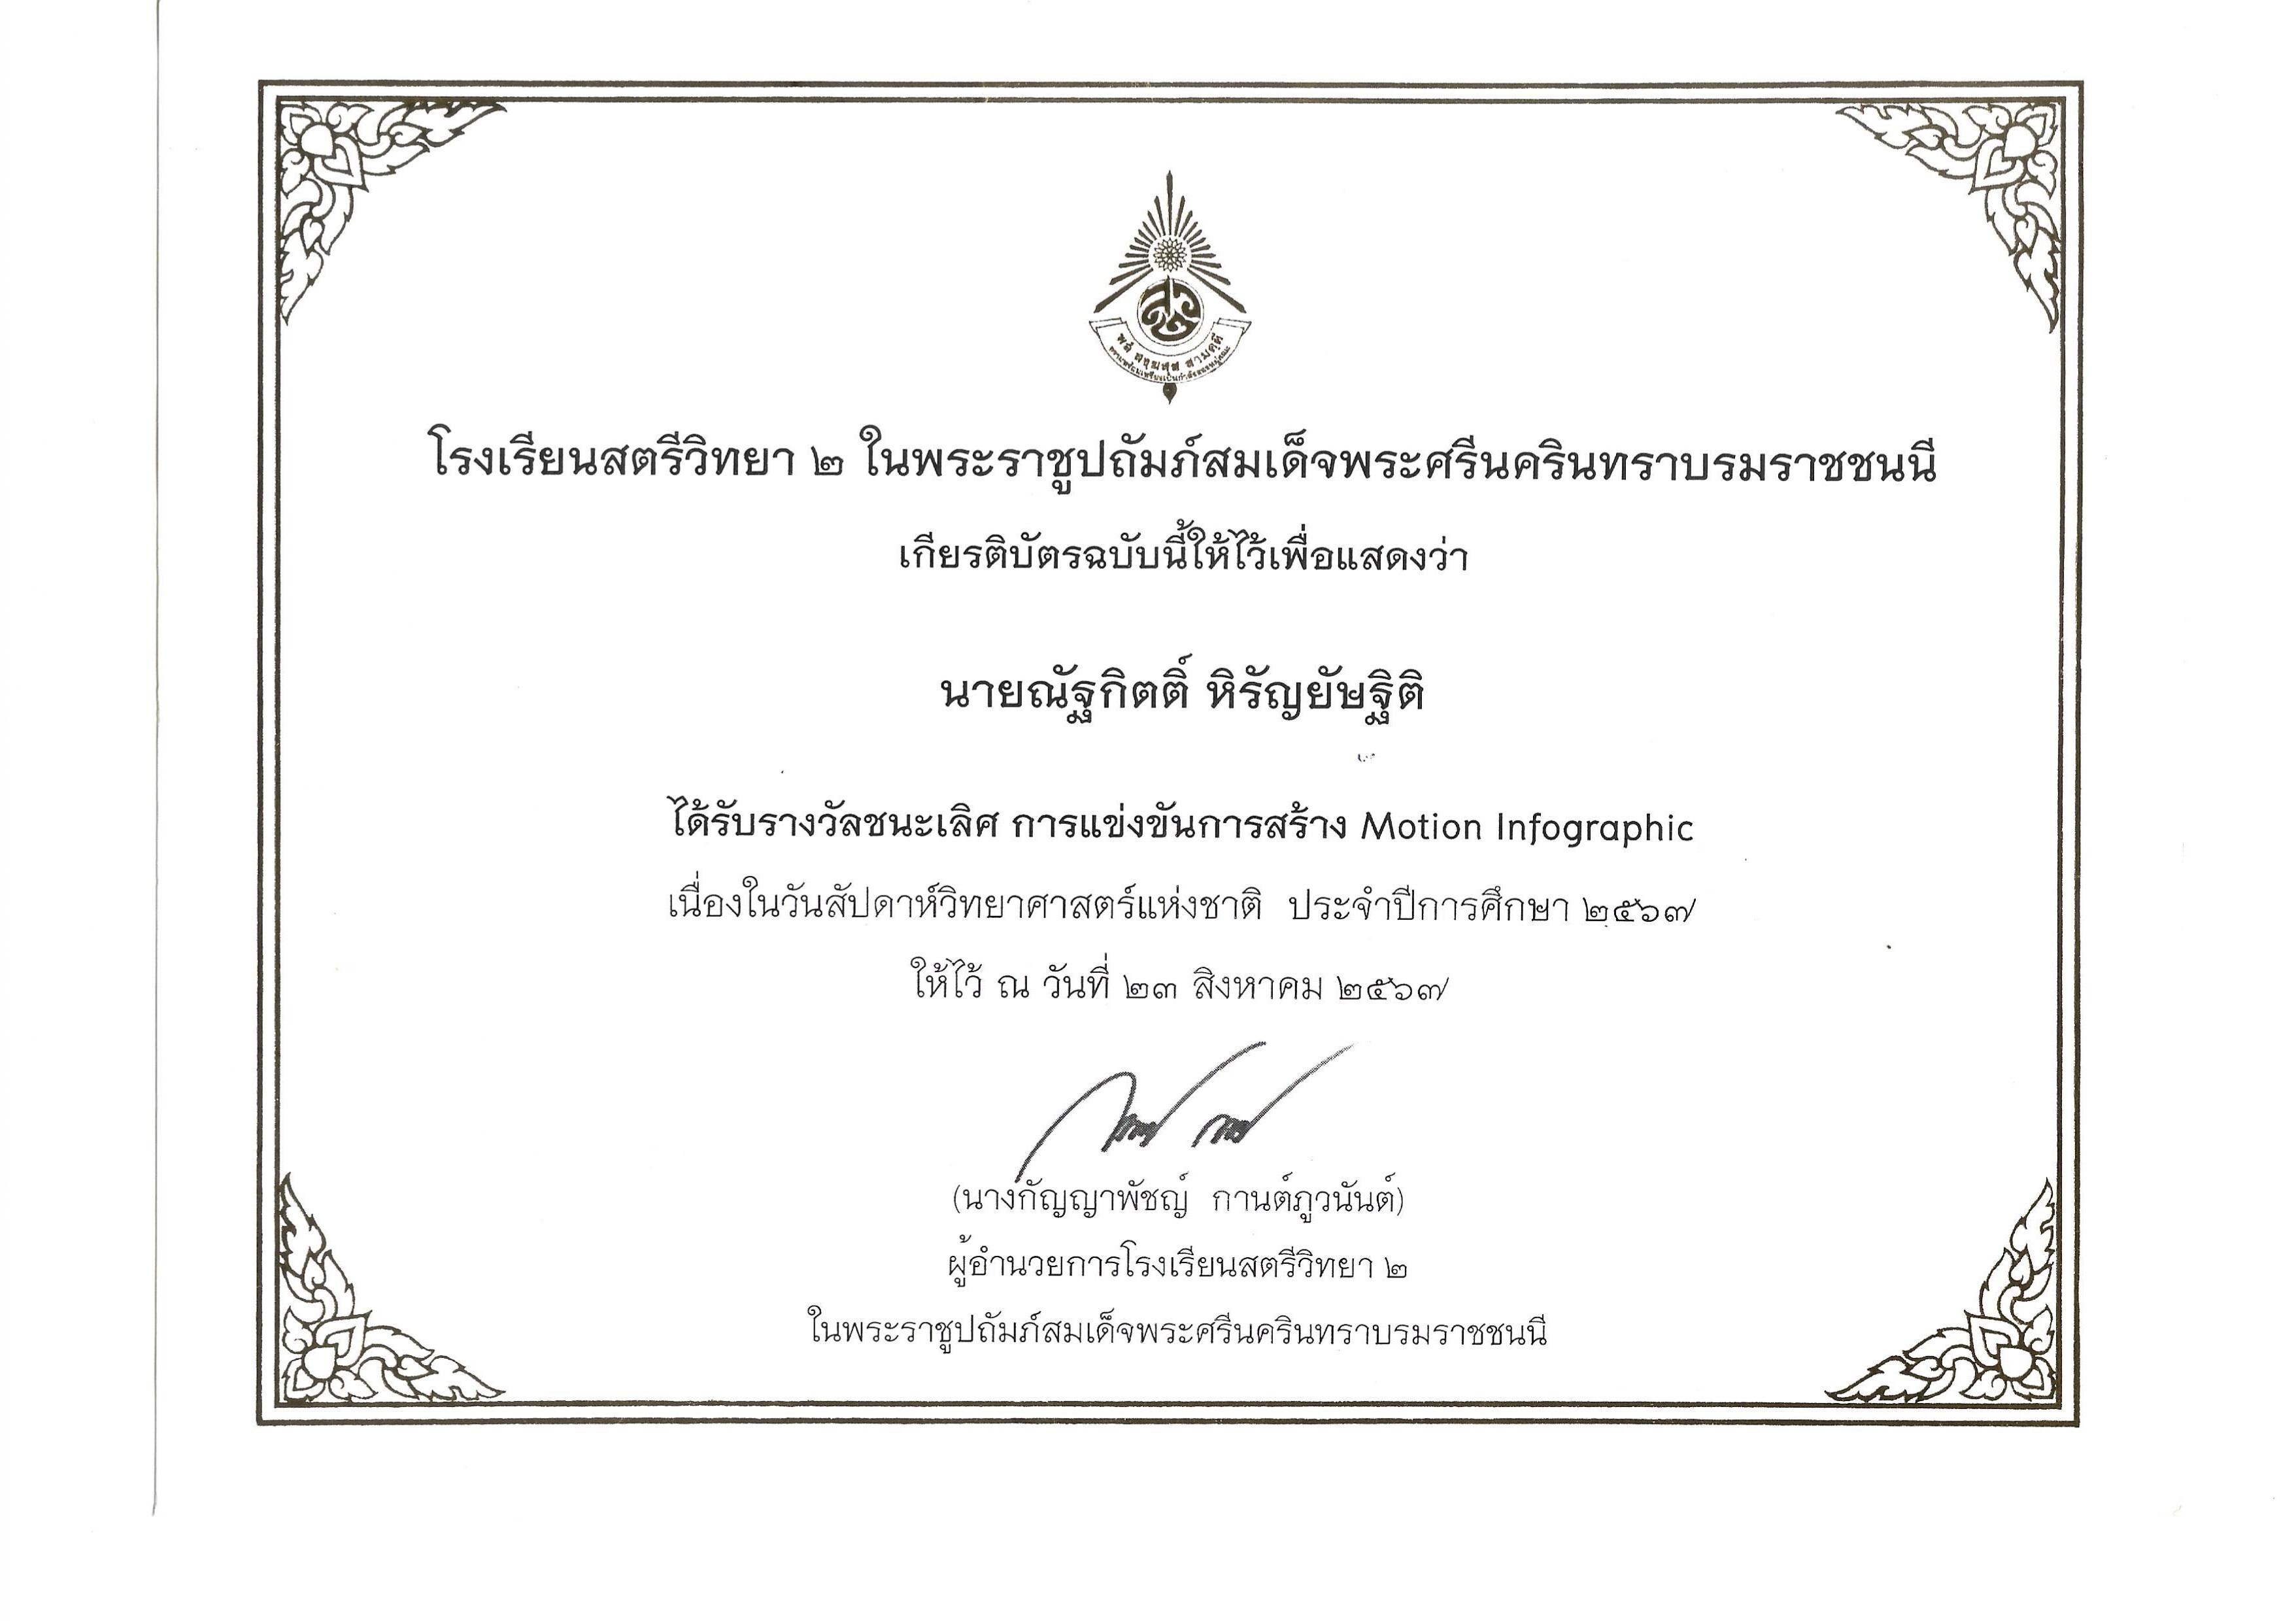 พลํ สงฺฆสฺส สามคฺคี
โรงเรียนสตรีวิทยา ๒ ในพระราชูปถัมภ์สมเด็จพระศรีนครินทราบรมราชชนนี
เกียรติบัตรฉบับนี้ให้ไว้เพื่อแสดงว่า
นายณัฐกิตติ์ หิรัญยัษฐิติ
ได้รับรางวัลชนะเลิศ การแข่งขันการสร้าง Motion Infographic
เนื่องในวันสัปดาห์วิทยาศาสตร์แห่งชาติ ประจำปีการศึกษา ๒๕๖๗
ให้ไว้ ณ วันที่ ๒๓ สิงหาคม ๒๕๖๗
(นางกัญญาพัชญ์ กานต์ภูวนันต์)
ผู้อำนวยการโรงเรียนสตรีวิทยา ๒
ในพระราชูปถัมภ์สมเด็จพระศรีนครินทราบรมราชชนนี